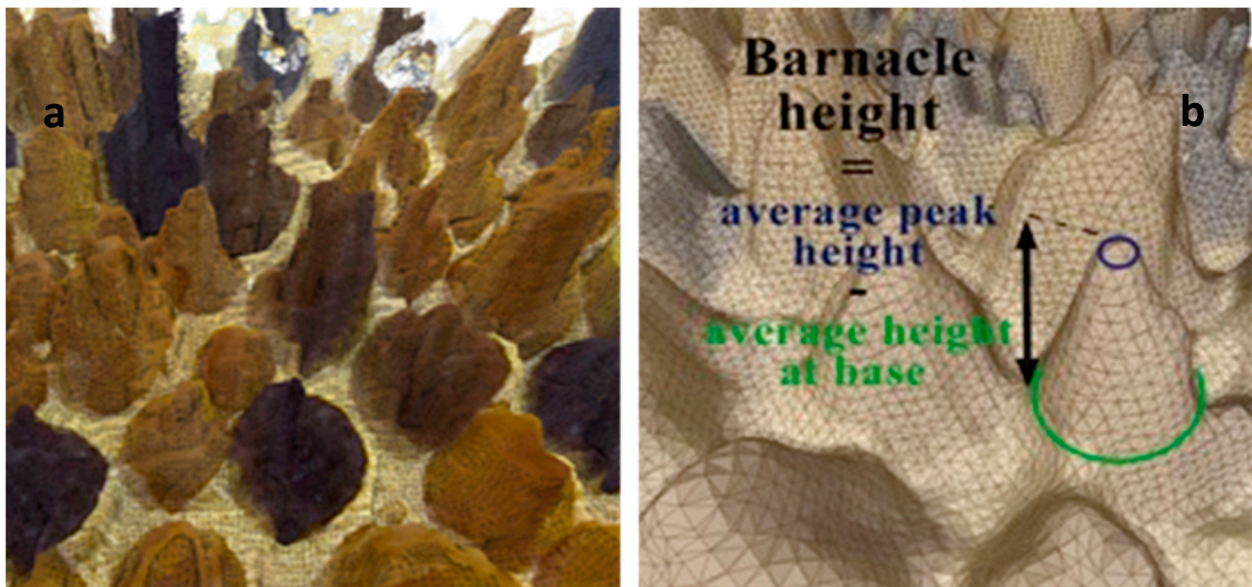 a
Barnacle
height
=
average peak
height
-
average height
at base
b